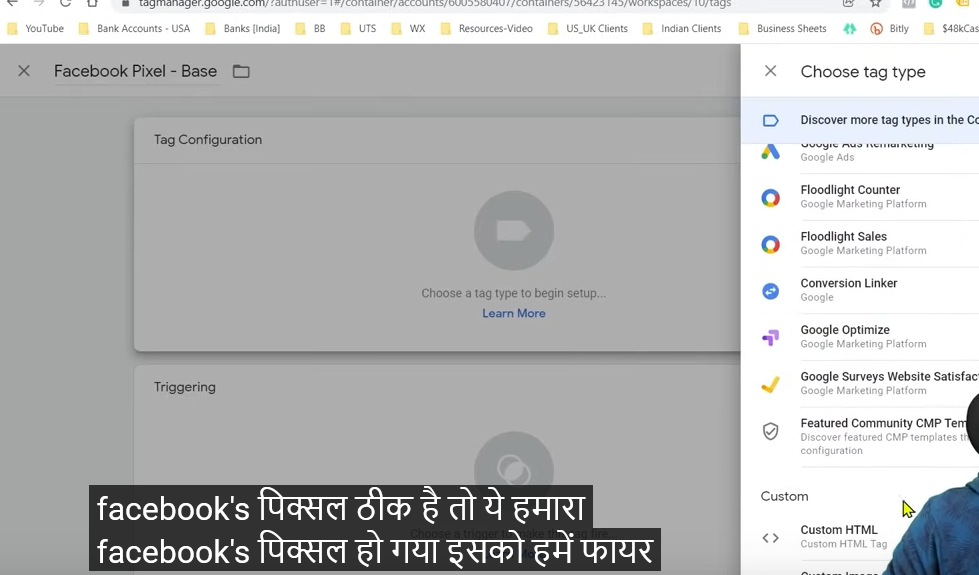 tagmanager.google.com/?authuser=1#/container/accounts/6005580407/containers/56423145/workspaces/10/tags
YouTube Bank Accounts - USA Banks [India] BB UTS WX Resources-Video US_UK Clients Indian Clients Business Sheets Bitly $48kCas
Facebook Pixel - Base
Choose tag type
Discover more tag types in the Co
Tag Configuration
Google Ads Remarketing
Google Ads
Floodlight Counter
Google Marketing Platform
Floodlight Sales
Google Marketing Platform
Choose a tag type to begin setup...
Learn More
Conversion Linker
Google
Google Optimize
Google Marketing Platform
Google Surveys Website Satisfac
Google Marketing Platform
Triggering
Featured Community CMP Tem
Discover featured CMP templates th
configuration
Custom
Custom HTML
Custom HTML Tag
Custom Image
facebook's पिक्सल ठीक है तो ये हमारा
facebook's पिक्सल हो गया इसको हमें फायर